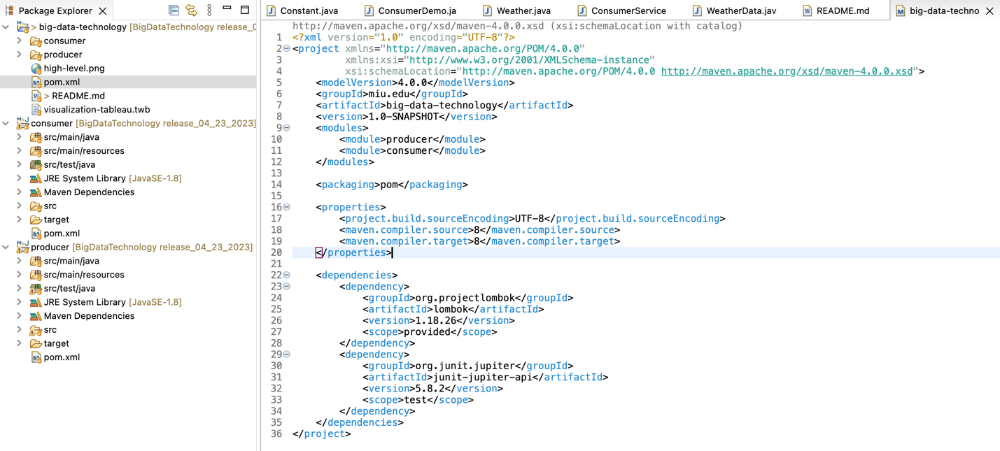 Package Explorer
> big-data-technology [BigDataTechnology release_0
consumer
producer
high-level.png
pom.xml
> README.md
visualization-tableau.twb
consumer [BigDataTechnology release_04_23_2023]
src/main/java
src/main/resources
src/test/java
JRE System Library [JavaSE-1.8]
Maven Dependencies
src
target
pom.xml
producer [BigDataTechnology release_04_23_2023]
src/main/java
src/main/resources
src/test/java
JRE System Library [JavaSE-1.8]
Maven Dependencies
src
target
pom.xml
Constant.java ConsumerDemo.ja Weather.java ConsumerService WeatherData.jav README.md big-data-techno
http://maven.apache.org/xsd/maven-4.0.0.xsd (xsi:schemaLocation with catalog)
1 <?xml version="1.0" encoding="UTF-8"?>
2 <project xmlns="http://maven.apache.org/POM/4.0.0"
3 xmlns:xsi="http://www.w3.org/2001/XMLSchema-instance"
4 xsi:schemaLocation="http://maven.apache.org/POM/4.0.0 http://maven.apache.org/xsd/maven-4.0.0.xsd">
5 <modelVersion>4.0.0</modelVersion>
6 <groupId>miu.edu</groupId>
7 <artifactId>big-data-technology</artifactId>
8 <version>1.0-SNAPSHOT</version>
9 <modules>
10 <module>producer</module>
11 <module>consumer</module>
12 </modules>
13
14 <packaging>pom</packaging>
15
16 <properties>
17 <project.build.sourceEncoding>UTF-8</project.build.sourceEncoding>
18 <maven.compiler.source>8</maven.compiler.source>
19 <maven.compiler.target>8</maven.compiler.target>
20 </properties>
21
22 <dependencies>
23 <dependency>
24 <groupId>org.projectlombok</groupId>
25 <artifactId>lombok</artifactId>
26 <version>1.18.26</version>
27 <scope>provided</scope>
28 </dependency>
29 <dependency>
30 <groupId>org.junit.jupiter</groupId>
31 <artifactId>junit-jupiter-api</artifactId>
32 <version>5.8.2</version>
33 <scope>test</scope>
34 </dependency>
35 </dependencies>
36 </project>